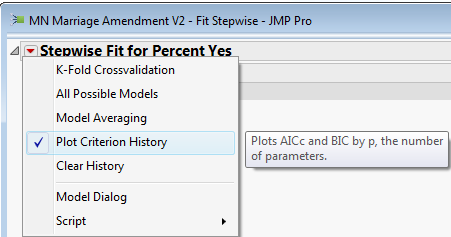 MN Marriage Amendment V2 - Fit Stepwise - JMP Pro
Stepwise Fit for Percent Yes
K-Fold Crossvalidation
All Possible Models
Model Averaging
Plot Criterion History
Plots AICc and BIC by p, the number
of parameters.
Clear History
Model Dialog
Script